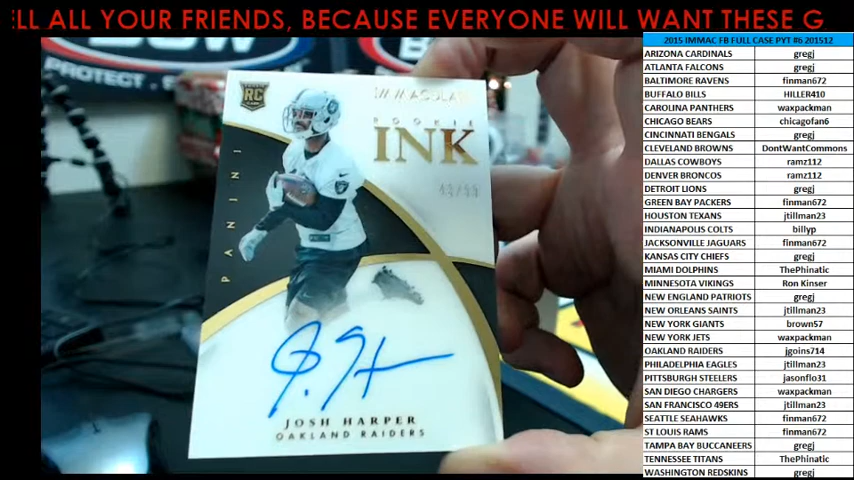 LL ALL YOUR FRIENDS, BECAUSE EVERYONE WILL WANT THESE G
PROTECT.
RC
IMMACULATE
ROOKIE
INK
PANINI
JOSH HARPER
OAKLAND RAIDERS
2015 IMMAC FB FULL CASE PYT #6 201512
ARIZONA CARDINALS gregj
ATLANTA FALCONS gregj
BALTIMORE RAVENS finman672
BUFFALO BILLS HILLER410
CAROLINA PANTHERS waxpackman
CHICAGO BEARS chicagofan6
CINCINNATI BENGALS gregj
CLEVELAND BROWNS DontWantCommons
DALLAS COWBOYS ramz112
DENVER BRONCOS ramz112
DETROIT LIONS gregj
GREEN BAY PACKERS finman672
HOUSTON TEXANS jtillman23
INDIANAPOLIS COLTS billyp
JACKSONVILLE JAGUARS finman672
KANSAS CITY CHIEFS gregj
MIAMI DOLPHINS ThePhinatic
MINNESOTA VIKINGS Ron Kinser
NEW ENGLAND PATRIOTS gregj
NEW ORLEANS SAINTS jtillman23
NEW YORK GIANTS brown57
NEW YORK JETS waxpackman
OAKLAND RAIDERS jgoins714
PHILADELPHIA EAGLES jtillman23
PITTSBURGH STEELERS jasonflo31
SAN DIEGO CHARGERS waxpackman
SAN FRANCISCO 49ERS jtillman23
SEATTLE SEAHAWKS finman672
ST LOUIS RAMS finman672
TAMPA BAY BUCCANEERS gregj
TENNESSEE TITANS ThePhinatic
WASHINGTON REDSKINS gregj